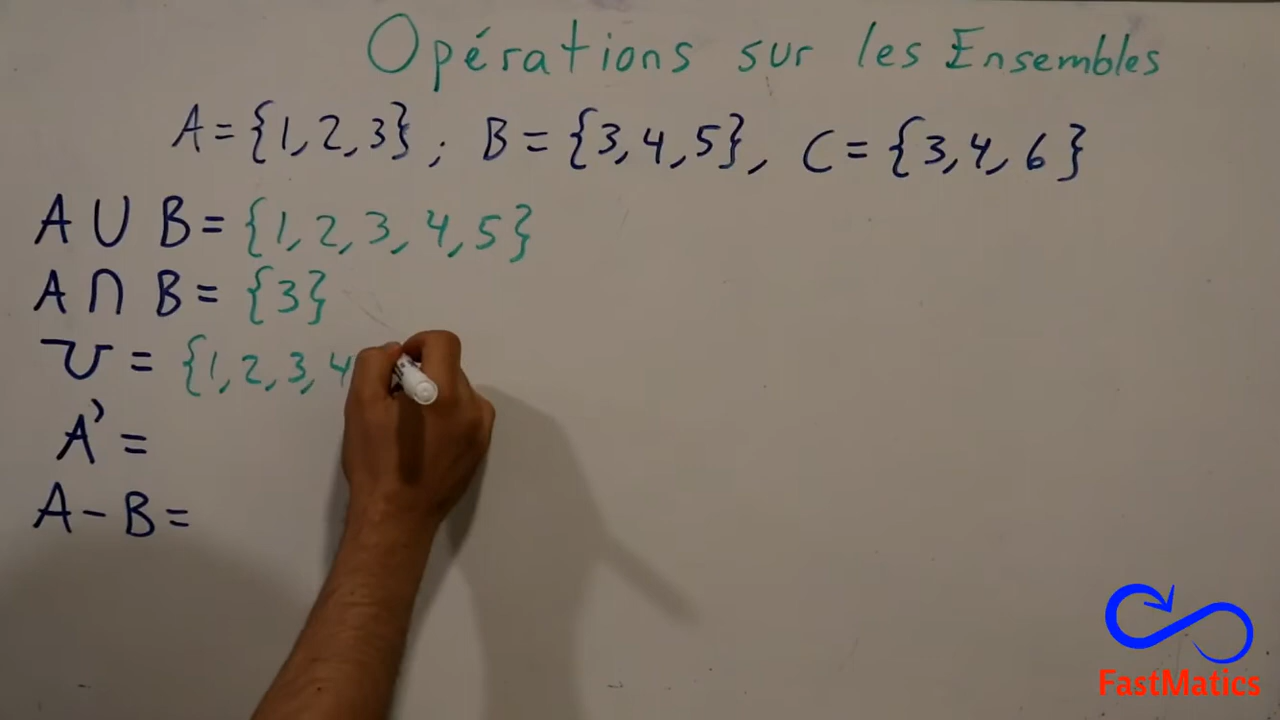 Opérations sur les Ensembles
A = {1, 2, 3} ; B = {3, 4, 5}, C = {3, 4, 6}
A ∪ B = {1, 2, 3, 4, 5}
A ∩ B = {3}
U = {1, 2, 3, 4
A' =
A - B =
FastMatics